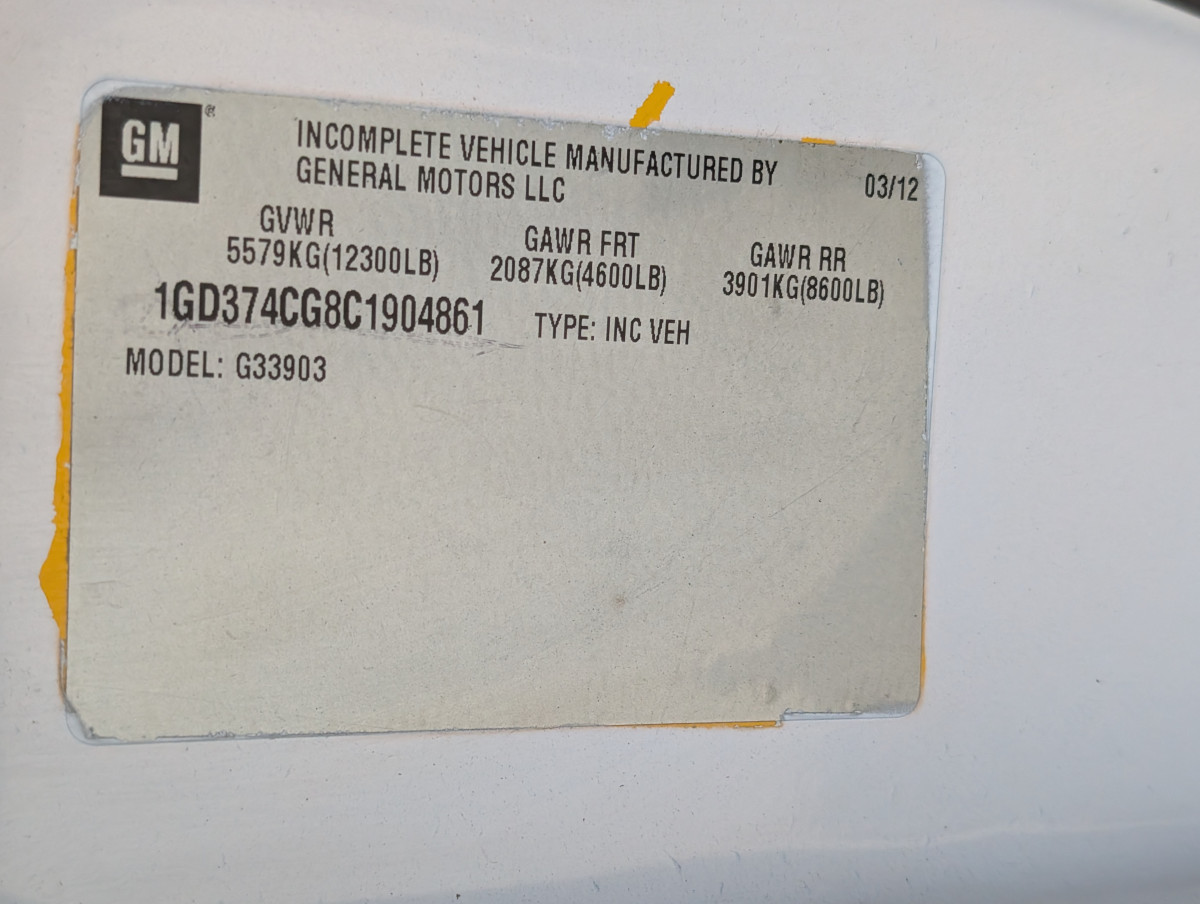 GM®
INCOMPLETE VEHICLE MANUFACTURED BY
GENERAL MOTORS LLC
03/12
GVWR
5579KG(12300LB)
GAWR FRT
2087KG(4600LB)
GAWR RR
3901KG(8600LB)
1GD374CG8C1904861
TYPE: INC VEH
MODEL: G33903